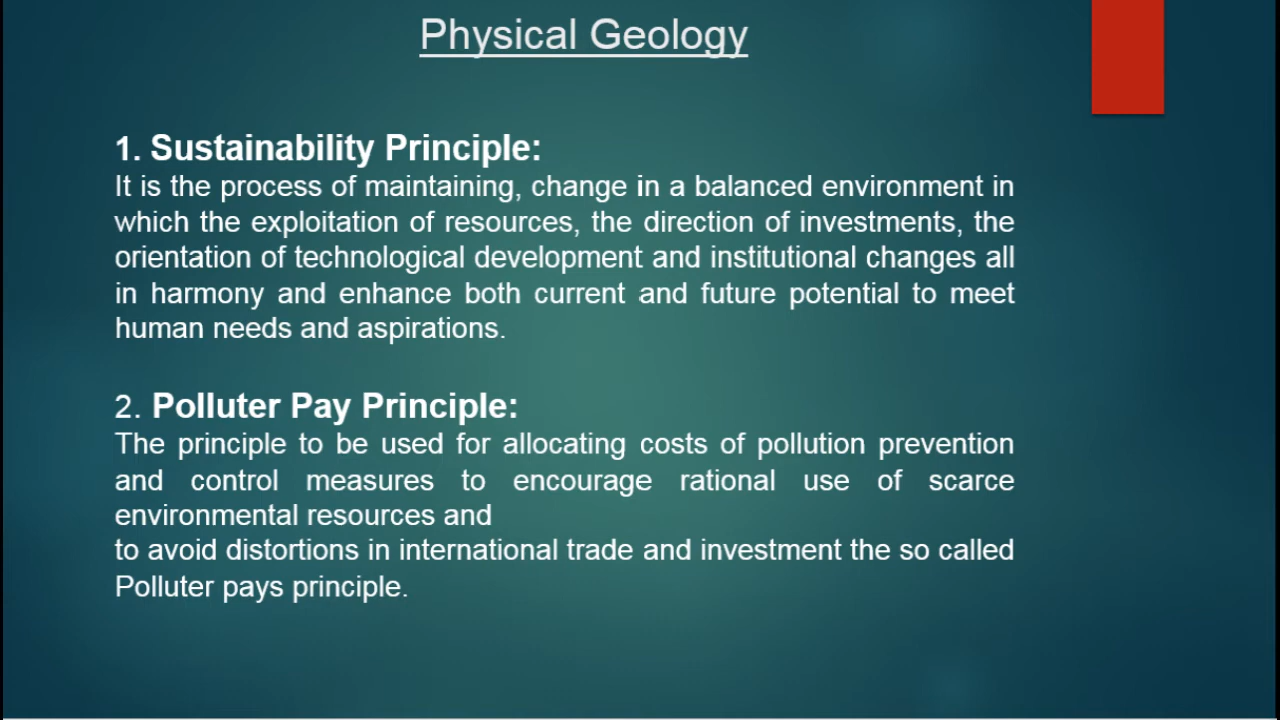 Physical Geology
1. Sustainability Principle:
It is the process of maintaining, change in a balanced environment in
which the exploitation of resources, the direction of investments, the
orientation of technological development and institutional changes all
in harmony and enhance both current and future potential to meet
human needs and aspirations.
2. Polluter Pay Principle:
The principle to be used for allocating costs of pollution prevention
and control measures to encourage rational use of scarce
environmental resources and
to avoid distortions in international trade and investment the so called
Polluter pays principle.